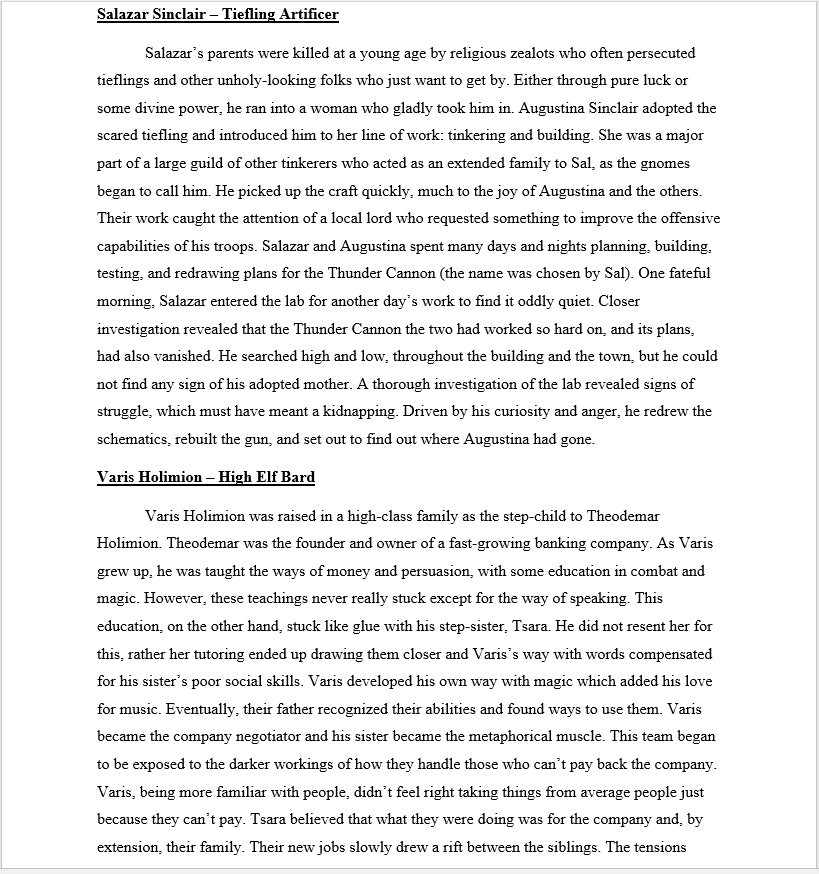 Salazar Sinclair – Tiefling Artificer
Salazar's parents were killed at a young age by religious zealots who often persecuted
tieflings and other unholy-looking folks who just want to get by. Either through pure luck or
some divine power, he ran into a woman who gladly took him in. Augustina Sinclair adopted the
scared tiefling and introduced him to her line of work: tinkering and building. She was a major
part of a large guild of other tinkerers who acted as an extended family to Sal, as the gnomes
began to call him. He picked up the craft quickly, much to the joy of Augustina and the others.
Their work caught the attention of a local lord who requested something to improve the offensive
capabilities of his troops. Salazar and Augustina spent many days and nights planning, building,
testing, and redrawing plans for the Thunder Cannon (the name was chosen by Sal). One fateful
morning, Salazar entered the lab for another day's work to find it oddly quiet. Closer
investigation revealed that the Thunder Cannon the two had worked so hard on, and its plans,
had also vanished. He searched high and low, throughout the building and the town, but he could
not find any sign of his adopted mother. A thorough investigation of the lab revealed signs of
struggle, which must have meant a kidnapping. Driven by his curiosity and anger, he redrew the
schematics, rebuilt the gun, and set out to find out where Augustina had gone.
Varis Holimion – High Elf Bard
Varis Holimion was raised in a high-class family as the step-child to Theodemar
Holimion. Theodemar was the founder and owner of a fast-growing banking company. As Varis
grew up, he was taught the ways of money and persuasion, with some education in combat and
magic. However, these teachings never really stuck except for the way of speaking. This
education, on the other hand, stuck like glue with his step-sister, Tsara. He did not resent her for
this, rather her tutoring ended up drawing them closer and Varis's way with words compensated
for his sister's poor social skills. Varis developed his own way with magic which added his love
for music. Eventually, their father recognized their abilities and found ways to use them. Varis
became the company negotiator and his sister became the metaphorical muscle. This team began
to be exposed to the darker workings of how they handle those who can't pay back the company.
Varis, being more familiar with people, didn't feel right taking things from average people just
because they can't pay. Tsara believed that what they were doing was for the company and, by
extension, their family. Their new jobs slowly drew a rift between the siblings. The tensions